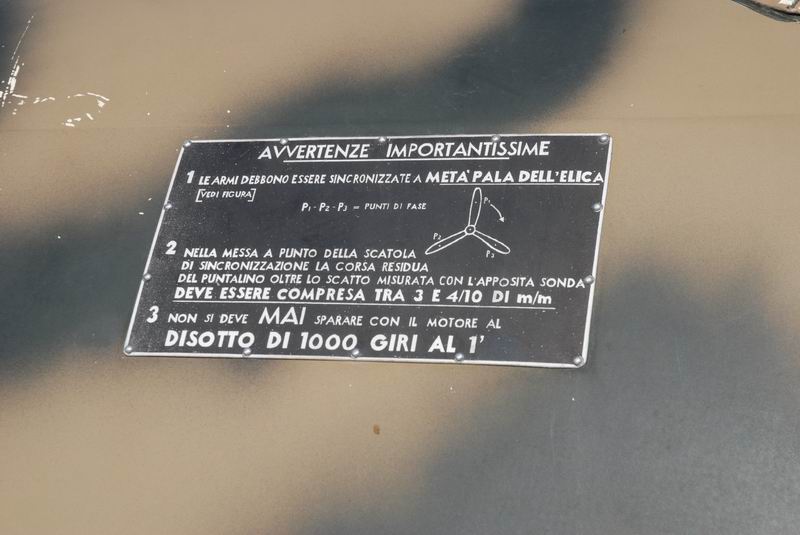 AVVERTENZE IMPORTANTISSIME
1 LE ARMI DEBBONO ESSERE SINCRONIZZATE A METÀ PALA DELL'ELICA
[VEDI FIGURA]
P1 - P2 - P3 = PUNTI DI FASE
P1
P2
P3
2 NELLA MESSA A PUNTO DELLA SCATOLA
DI SINCRONIZZAZIONE LA CORSA RESIDUA
DEL PUNTALINO OLTRE LO SCATTO MISURATA CON L'APPOSITA SONDA
DEVE ESSERE COMPRESA TRA 3 E 4/10 DI m/m
3 NON SI DEVE MAI SPARARE CON IL MOTORE AL
DISOTTO DI 1000 GIRI AL 1'